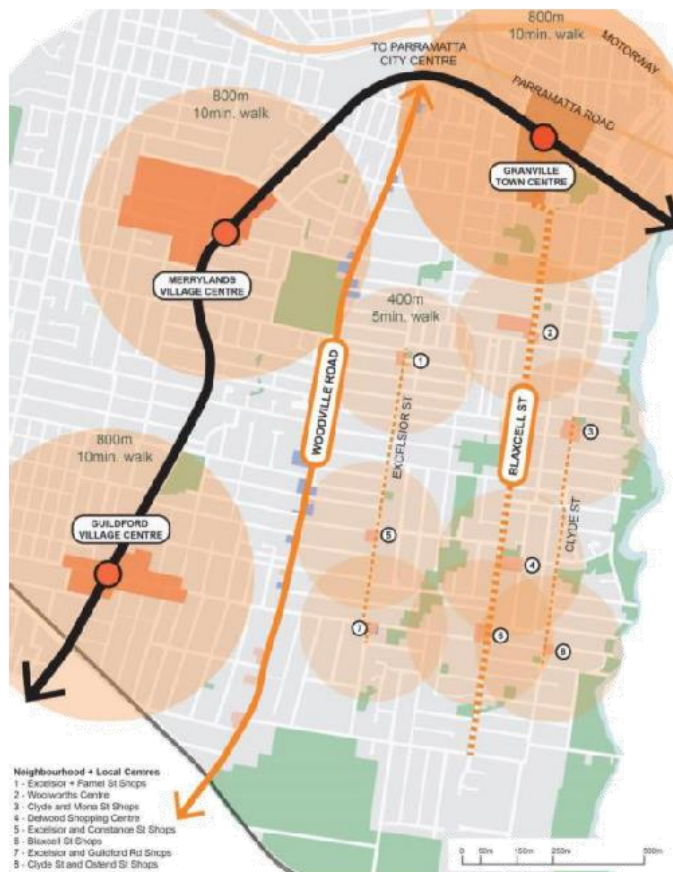 800m
10min. walk
MOTORWAY
TO PARRAMATTA
CITY CENTRE
PARRAMATTA ROAD
800m
10min. walk
GRANVILLE
TOWN CENTRE
MERRYLANDS
VILLAGE CENTRE
400m
5min. walk
1
2
WOODVILLE ROAD
EXCELSIOR ST
BLAXCELL ST
3
CLYDE ST
800m
10min. walk
GUILDFORD
VILLAGE CENTRE
5
4
7
6
8
Neighbourhood + Local Centres
1 - Excelsior + Farnel St Shops
2 - Woolworths Centre
3 - Clyde and Mona St Shops
4 - Delwood Shopping Centre
5 - Excelsior and Constance St Shops
6 - Blaxcell St Shops
7 - Excelsior and Guildford Rd Shops
8 - Clyde St and Ostend St Shops
0 50m 150m 250m 500m